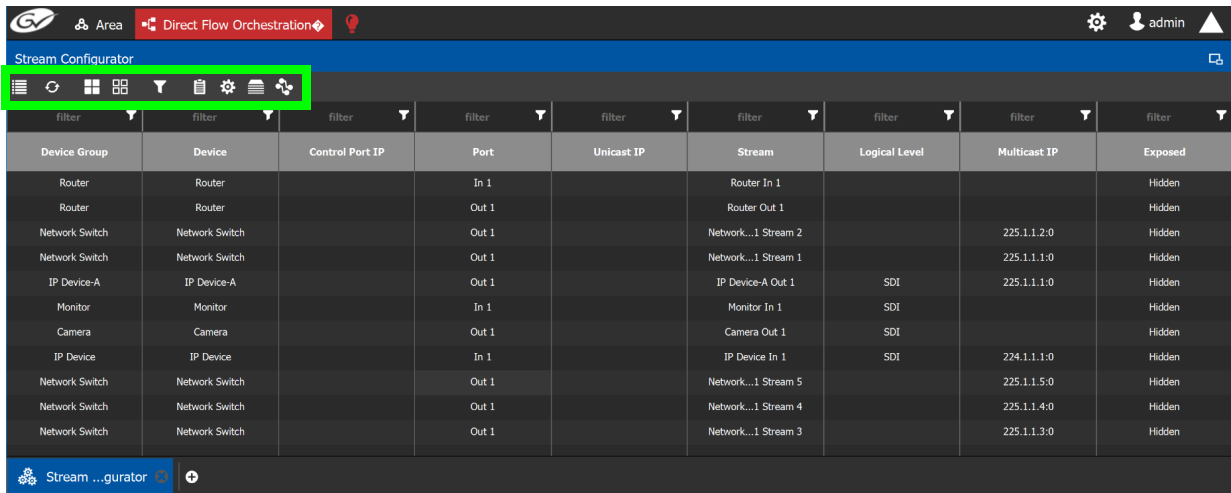 GV Area Direct Flow Orchestration� admin
Stream Configurator
filter filter filter filter filter filter filter filter filter
Device Group Device Control Port IP Port Unicast IP Stream Logical Level Multicast IP Exposed
Router Router In 1 Router In 1 Hidden
Router Router Out 1 Router Out 1 Hidden
Network Switch Network Switch Out 1 Network...1 Stream 2 225.1.1.2:0 Hidden
Network Switch Network Switch Out 1 Network...1 Stream 1 225.1.1.1:0 Hidden
IP Device-A IP Device-A Out 1 IP Device-A Out 1 SDI 225.1.1.1:0 Hidden
Monitor Monitor In 1 Monitor In 1 SDI Hidden
Camera Camera Out 1 Camera Out 1 SDI Hidden
IP Device IP Device In 1 IP Device In 1 SDI 224.1.1.1:0 Hidden
Network Switch Network Switch Out 1 Network...1 Stream 5 225.1.1.5:0 Hidden
Network Switch Network Switch Out 1 Network...1 Stream 4 225.1.1.4:0 Hidden
Network Switch Network Switch Out 1 Network...1 Stream 3 225.1.1.3:0 Hidden
Stream ...gurator